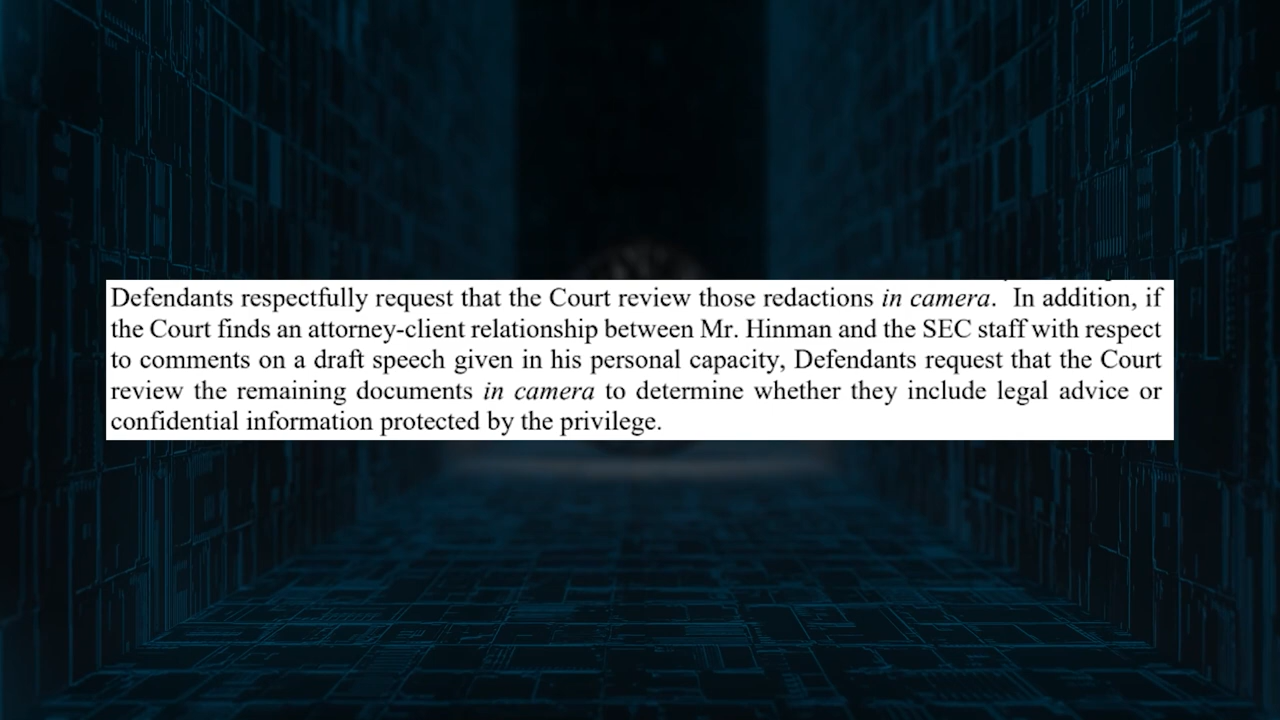 Defendants respectfully request that the Court review those redactions in camera. In addition, if
the Court finds an attorney-client relationship between Mr. Hinman and the SEC staff with respect
to comments on a draft speech given in his personal capacity, Defendants request that the Court
review the remaining documents in camera to determine whether they include legal advice or
confidential information protected by the privilege.